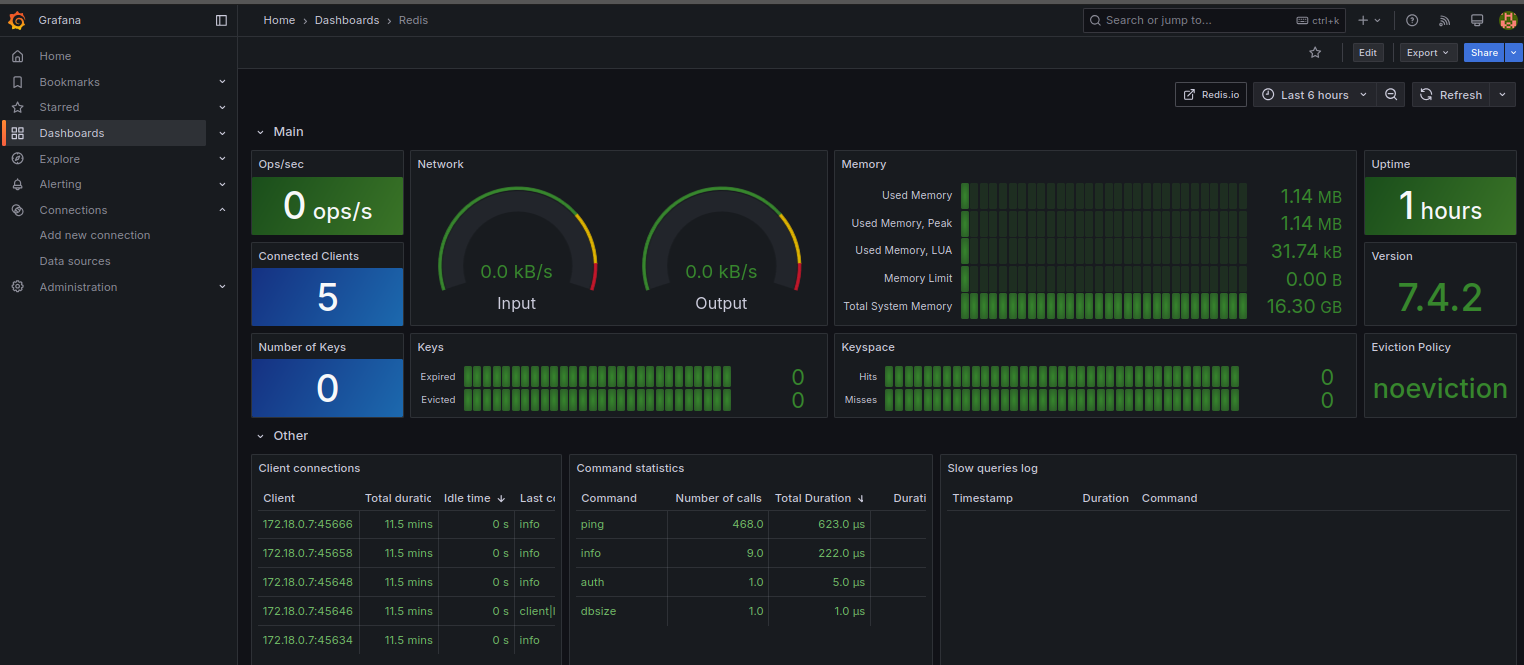 Grafana
Home › Dashboards › Redis
Search or jump to... ctrl+k
Home
Bookmarks
Starred
Dashboards
Explore
Alerting
Connections
Add new connection
Data sources
Administration
Edit Export Share
Redis.io Last 6 hours Refresh
Main
Ops/sec
0 ops/s
Connected Clients
5
Number of Keys
0
Network
0.0 kB/s
Input
0.0 kB/s
Output
Memory
Used Memory 1.14 MB
Used Memory, Peak 1.14 MB
Used Memory, LUA 31.74 kB
Memory Limit 0.00 B
Total System Memory 16.30 GB
Uptime
1 hours
Version
7.4.2
Keys
Expired 0
Evicted 0
Keyspace
Hits 0
Misses 0
Eviction Policy
noeviction
Other
Client connections
Client Total duratic Idle time ↓ Last co
172.18.0.7:45666 11.5 mins 0 s info
172.18.0.7:45658 11.5 mins 0 s info
172.18.0.7:45648 11.5 mins 0 s info
172.18.0.7:45646 11.5 mins 0 s client|l
172.18.0.7:45634 11.5 mins 0 s info
Command statistics
Command Number of calls Total Duration ↓ Durati
ping 468.0 623.0 µs
info 9.0 222.0 µs
auth 1.0 5.0 µs
dbsize 1.0 1.0 µs
Slow queries log
Timestamp Duration Command